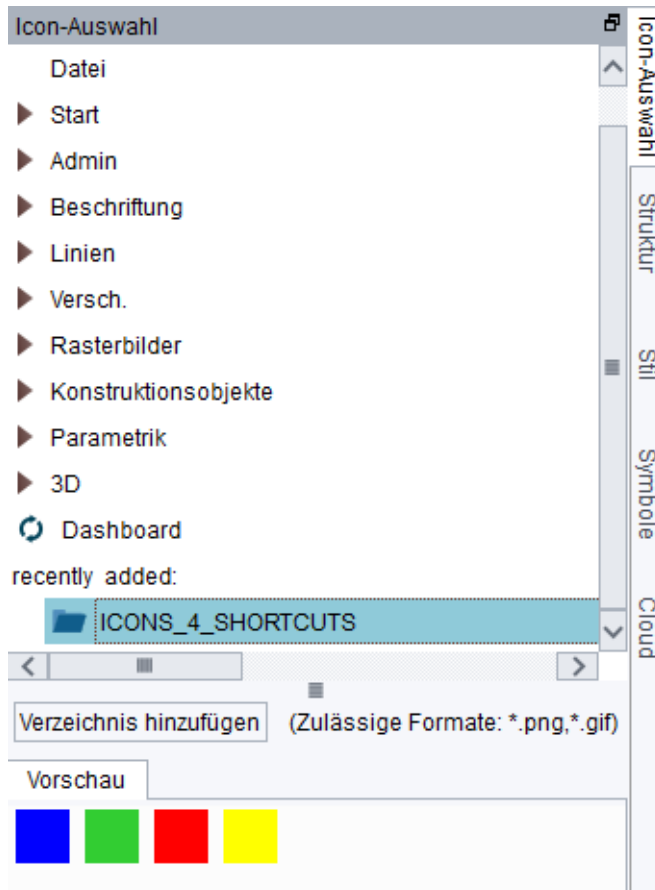 Icon-Auswahl
Datei
Start
Admin
Beschriftung
Linien
Versch.
Rasterbilder
Konstruktionsobjekte
Parametrik
3D
Dashboard
recently added:
ICONS_4_SHORTCUTS
Verzeichnis hinzufügen (Zulässige Formate: *.png,*.gif)
Vorschau
Icon-Auswahl
Struktur
Stil
Symbole
Cloud